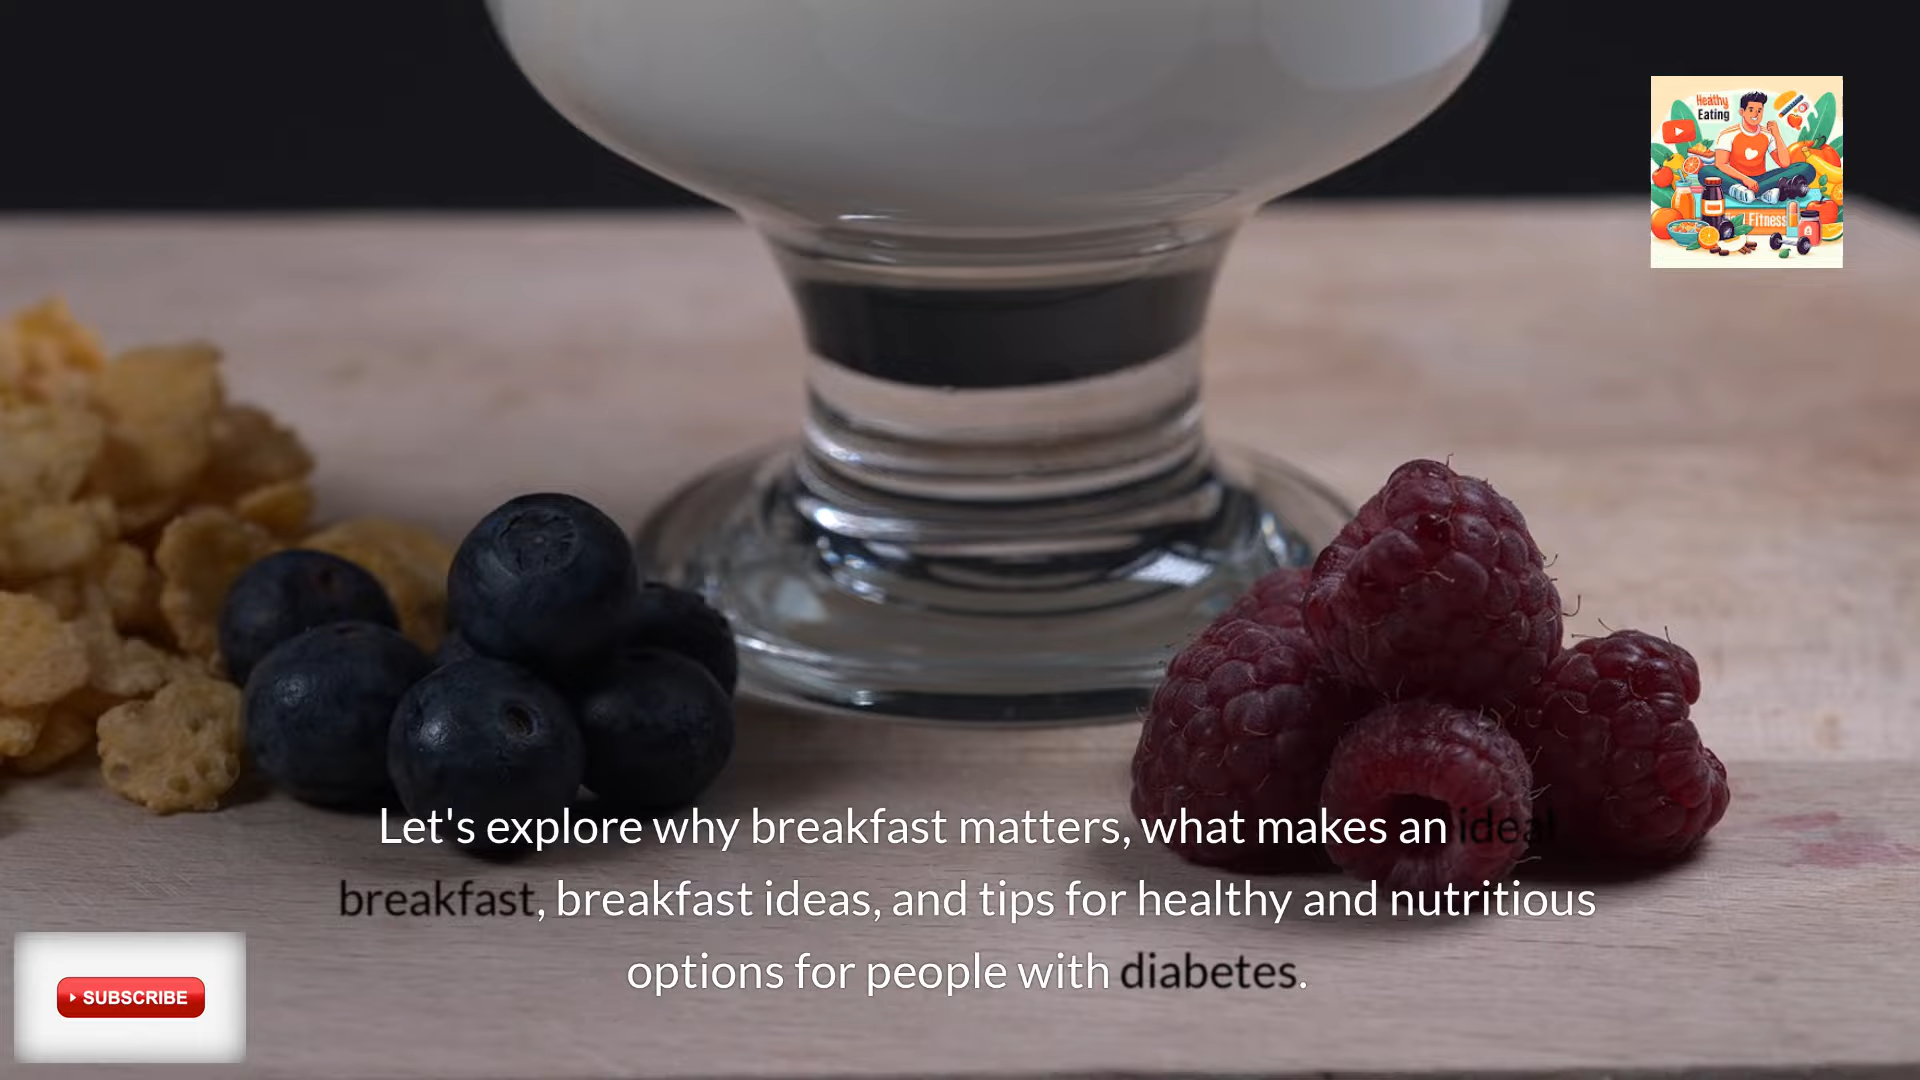 Healthy
Eating
Fitness
Let's explore why breakfast matters, what makes an ideal
breakfast, breakfast ideas, and tips for healthy and nutritious
options for people with diabetes.
SUBSCRIBE